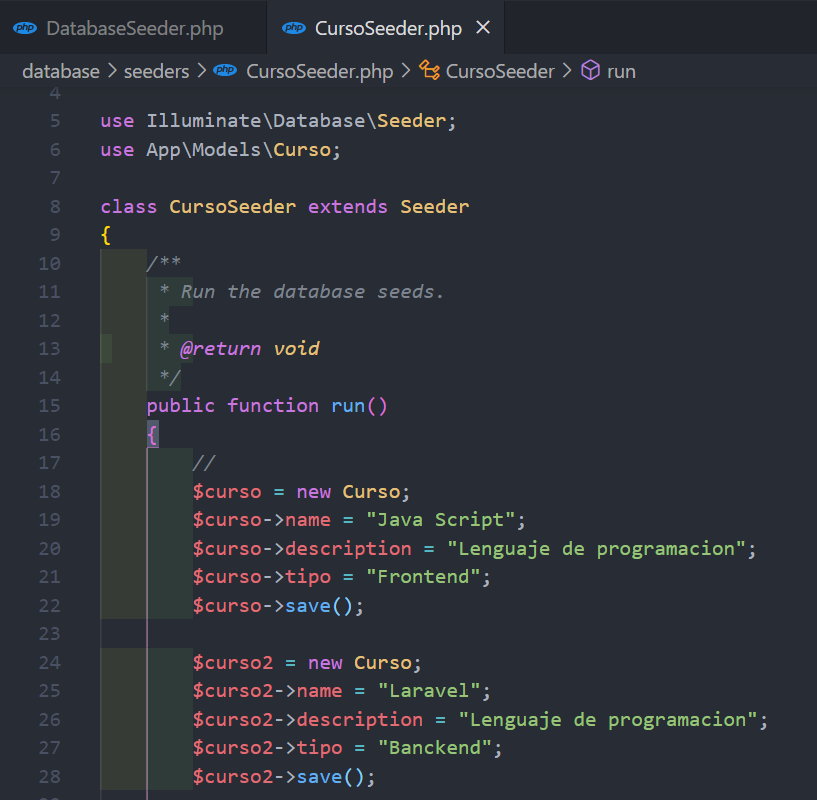 php DatabaseSeeder.php php CursoSeeder.php ×
database > seeders > php CursoSeeder.php > CursoSeeder > run
4
5 use Illuminate\Database\Seeder;
6 use App\Models\Curso;
7
8 class CursoSeeder extends Seeder
9 {
10 /**
11 * Run the database seeds.
12 *
13 * @return void
14 */
15 public function run()
16 {
17 //
18 $curso = new Curso;
19 $curso->name = "Java Script";
20 $curso->description = "Lenguaje de programacion";
21 $curso->tipo = "Frontend";
22 $curso->save();
23
24 $curso2 = new Curso;
25 $curso2->name = "Laravel";
26 $curso2->description = "Lenguaje de programacion";
27 $curso2->tipo = "Banckend";
28 $curso2->save();